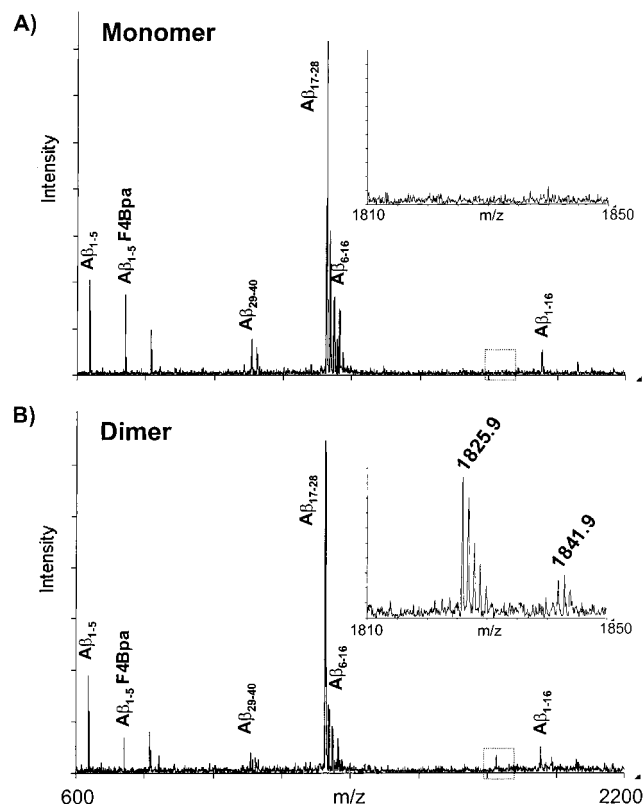 A)
Monomer
Intensity
Aβ1-5
Aβ1-5 F4Bpa
Aβ29-40
Aβ17-28
Aβ6-16
Aβ1-16
1810
m/z
1850
B)
Dimer
Intensity
Aβ1-5
Aβ1-5 F4Bpa
Aβ29-40
Aβ17-28
Aβ6-16
Aβ1-16
1825.9
1841.9
1810
m/z
1850
600
m/z
2200